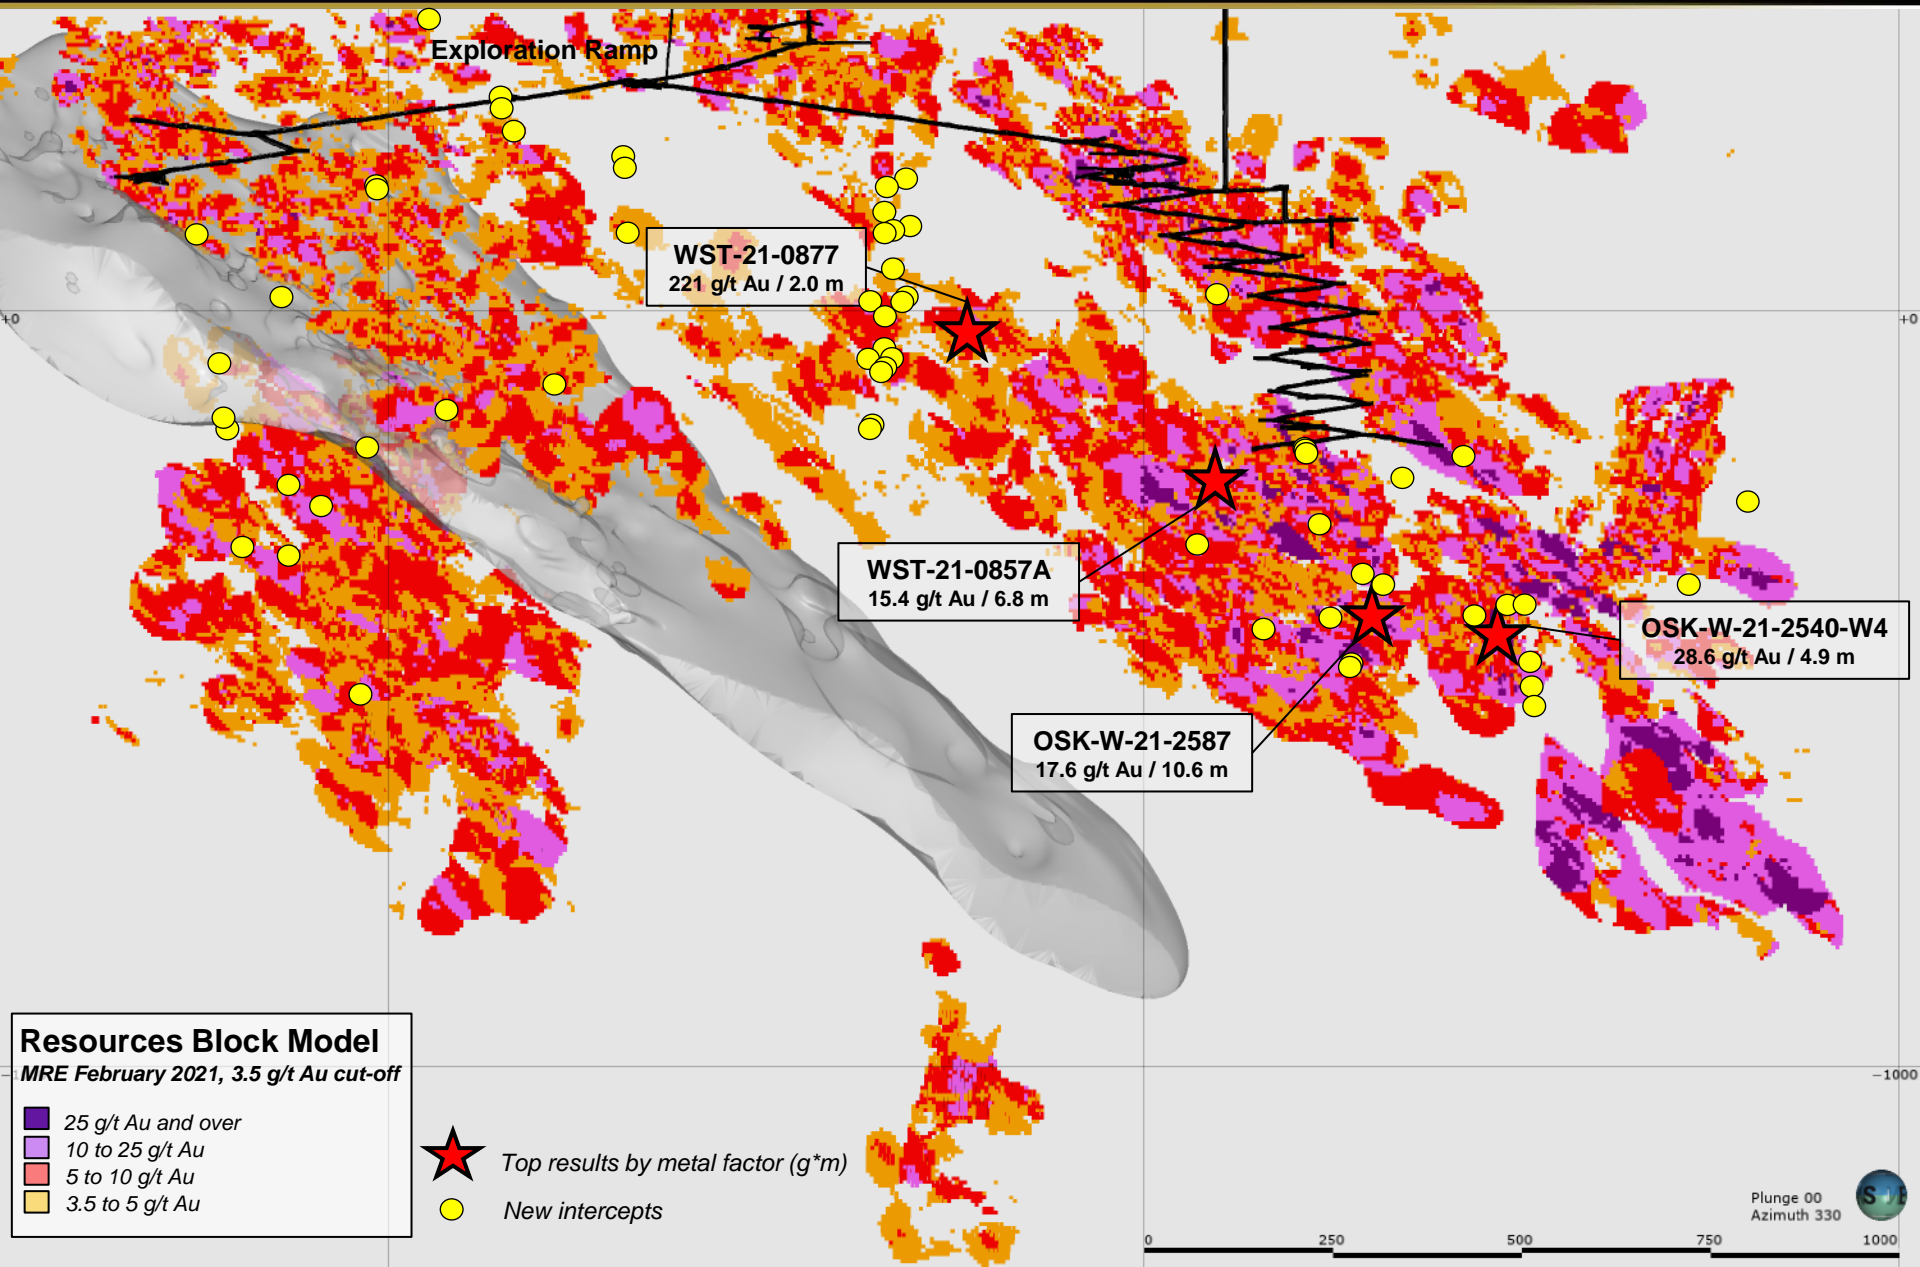 Exploration Ramp
WST-21-0877
221 g/t Au / 2.0 m
+0
+0
WST-21-0857A
15.4 g/t Au / 6.8 m
OSK-W-21-2540-W4
28.6 g/t Au / 4.9 m
OSK-W-21-2587
17.6 g/t Au / 10.6 m
Resources Block Model
MRE February 2021, 3.5 g/t Au cut-off
−1000
25 g/t Au and over
10 to 25 g/t Au
5 to 10 g/t Au
3.5 to 5 g/t Au
Top results by metal factor (g*m)
New intercepts
Plunge 00
Azimuth 330
0 250 500 750 1000